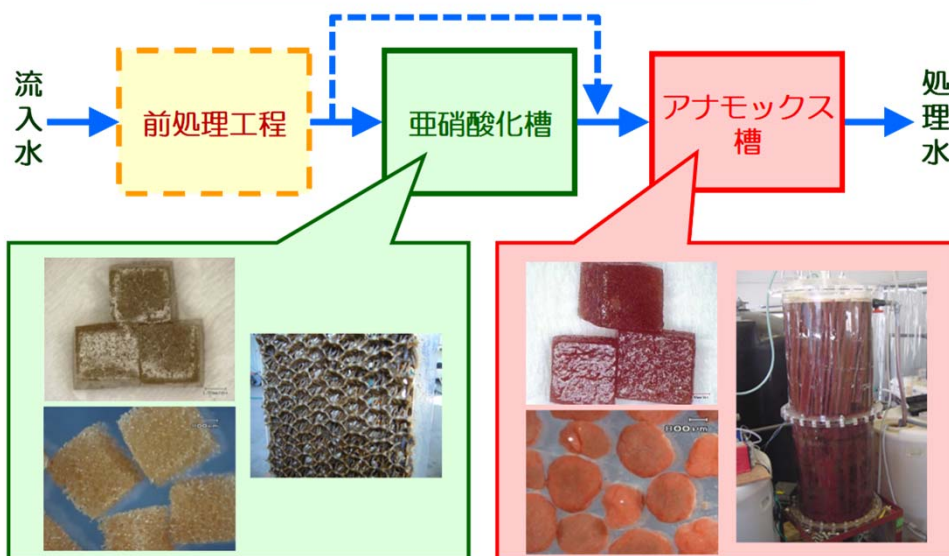 流入水
前処理工程
亜硝酸化槽
アナモックス
槽
処理水
1100s/m